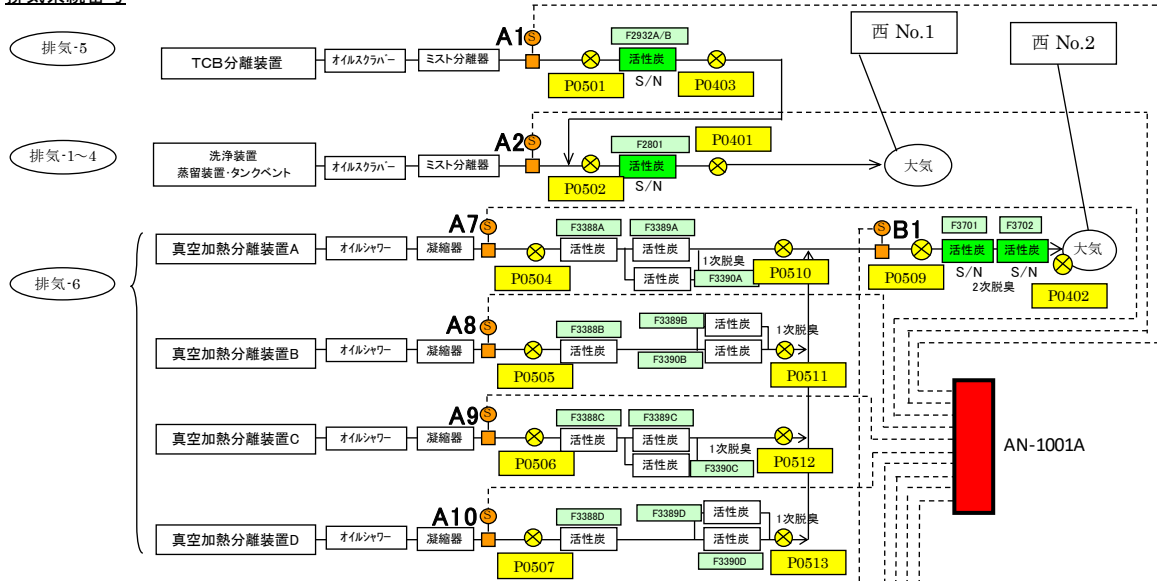 排気系統番号
排気-5
TCB分離装置
オイルスクラバー
ミスト分離器
A1
S
P0501
F2932A/B
活性炭
S/N
P0403
西 No.1
西 No.2
排気-1～4
洗浄装置
蒸留装置・タンクベント
オイルスクラバー
ミスト分離器
A2
S
P0502
F2801
活性炭
S/N
P0401
大気
排気-6
真空加熱分離装置A
オイルシャワー
凝縮器
A7
S
P0504
F3388A
活性炭
F3389A
活性炭
活性炭
1次脱臭
F3390A
P0510
S
B1
P0509
F3701
活性炭
S/N
F3702
活性炭
S/N
2次脱臭
大気
P0402
真空加熱分離装置B
オイルシャワー
凝縮器
A8
S
P0505
F3388B
活性炭
F3389B
活性炭
F3390B
活性炭
1次脱臭
P0511
真空加熱分離装置C
オイルシャワー
凝縮器
A9
S
P0506
F3388C
活性炭
F3389C
活性炭
活性炭
1次脱臭
F3390C
P0512
真空加熱分離装置D
オイルシャワー
凝縮器
A10
S
P0507
F3388D
活性炭
F3389D
活性炭
活性炭
F3390D
1次脱臭
P0513
AN-1001A